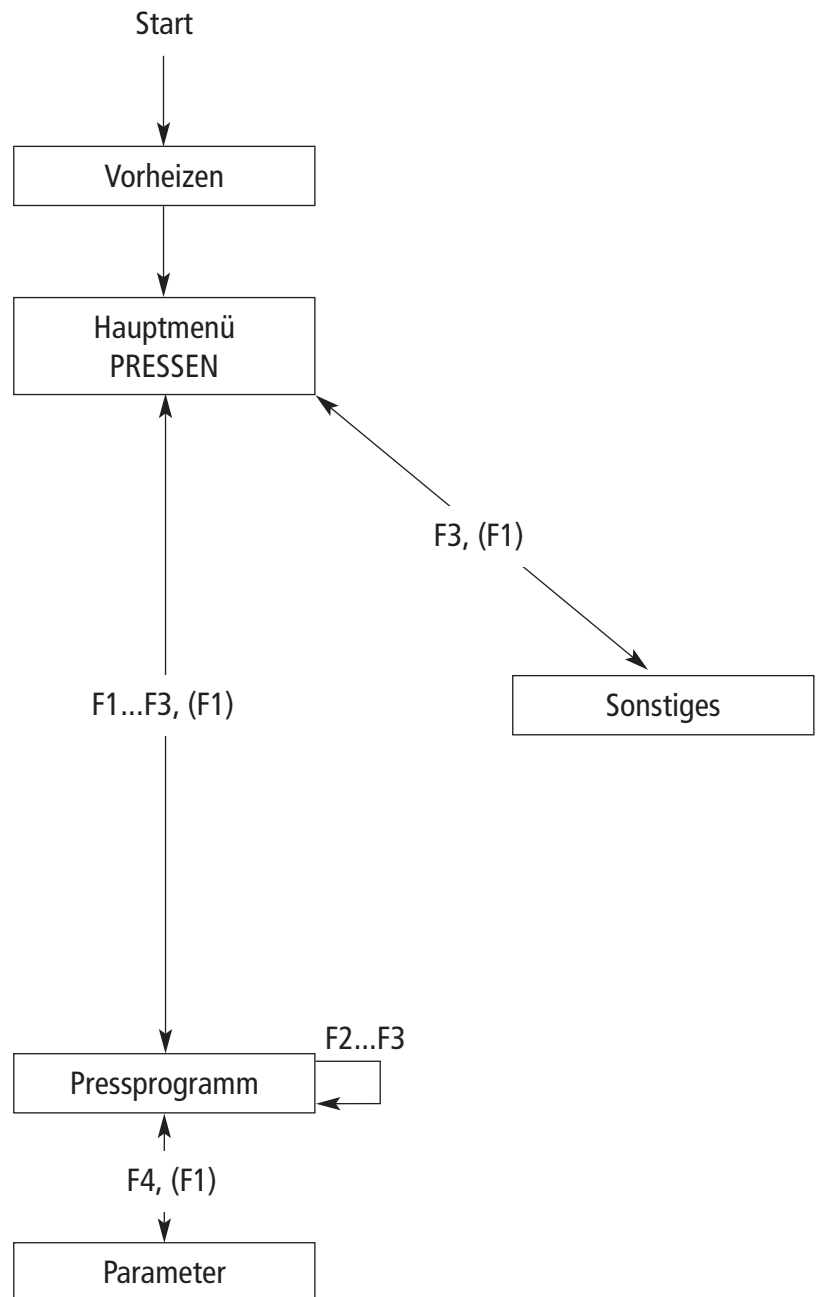 Start
Vorheizen
Hauptmenü
PRESSEN
F3, (F1)
F1...F3, (F1)
Sonstiges
F2...F3
Pressprogramm
F4, (F1)
Parameter